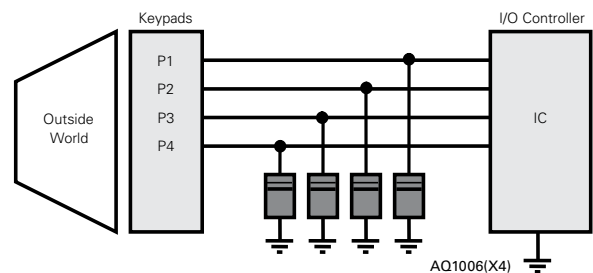 Keypads
I/O Controller
P1
P2
P3
P4
Outside
World
IC
AQ1006(X4)